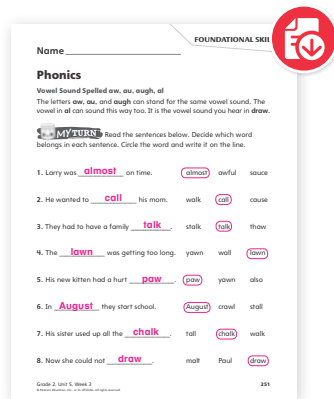 FOUNDATIONAL SKIL
Name
Phonics
Vowel Sound Spelled aw, au, augh, al
The letters aw, au, and augh can stand for the same vowel sound. The
vowel in al can sound this way too. It is the vowel sound you hear in draw.
MY TURN Read the sentences below. Decide which word
belongs in each sentence. Circle the word and write it on the line.
1. Larry was almost on time. almost awful sauce
2. He wanted to call his mom. walk call cause
3. They had to have a family talk. stalk talk thaw
4. The lawn was getting too long. yawn wall lawn
5. His new kitten had a hurt paw. paw yawn also
6. In August they start school. August crawl stall
7. His sister used up all the chalk. tall chalk walk
8. Now she could not draw. malt Paul draw
Grade 2, Unit 5, Week 3 251